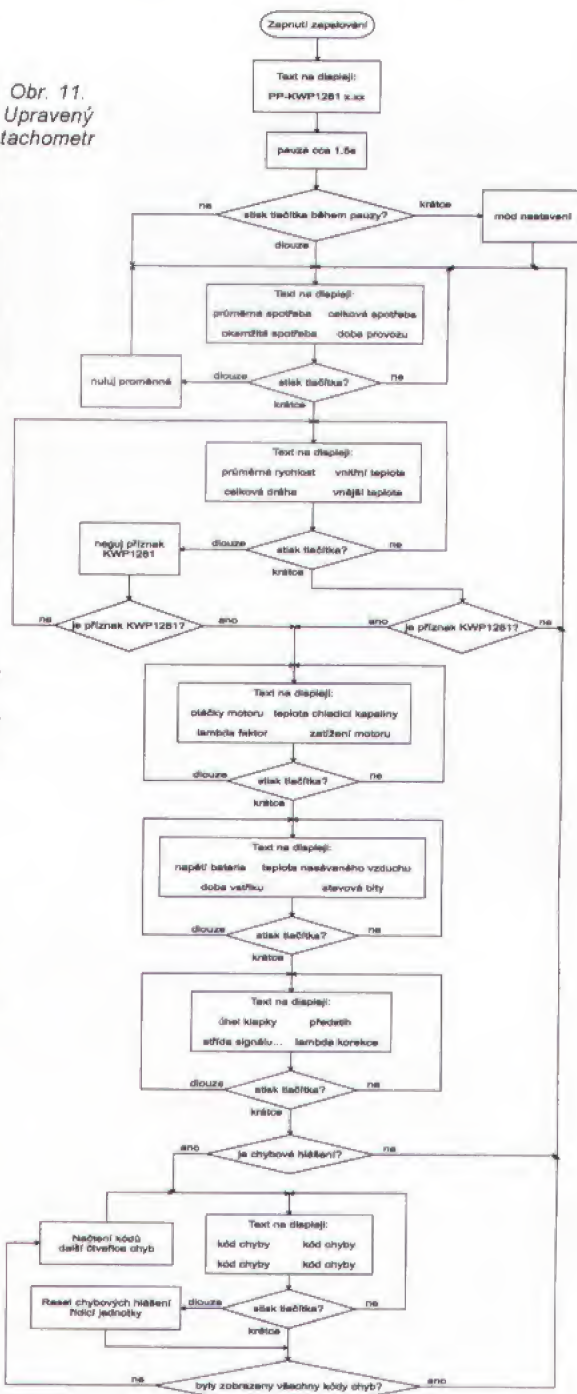 Obr. 11.
Upravený
tachometr
Zapnutí zapalování
Text na displeji:
PP-KWP1281 x.xx
pauza cca 1.5s
ne
stisk tlačítka během pauzy?
krátce
mód nastavení
dlouze
Text na displeji:
průměrná spotřeba celková spotřeba
okamžitá spotřeba doba provozu
nuluj proměnné
dlouze
stisk tlačítka?
ne
krátce
Text na displeji:
průměrná rychlost vnitřní teplota
celková dráha vnější teplota
neguj příznak
KWP1281
dlouze
stisk tlačítka?
ne
krátce
ne
je příznak KWP1281?
ano
ano
je příznak KWP1281?
ne
Text na displeji:
otáčky motoru teplota chladicí kapaliny
lambda faktor zatížení motoru
dlouze
stisk tlačítka?
ne
krátce
Text na displeji:
napětí baterie teplota nasávaného vzduchu
doba vstřiku stavové bity
dlouze
stisk tlačítka?
ne
krátce
Text na displeji:
úhel klapky předstih
střída signálu... lambda korekce
dlouze
stisk tlačítka?
ne
krátce
ano
je chybové hlášení?
ne
Načtení kódů
další čtveřice chyb
Text na displeji:
kód chyby kód chyby
kód chyby kód chyby
Reset chybových hlášení
řídicí jednotky
dlouze
stisk tlačítka?
ne
krátce
ne
byly zobrazeny všechny kódy chyb?
ano